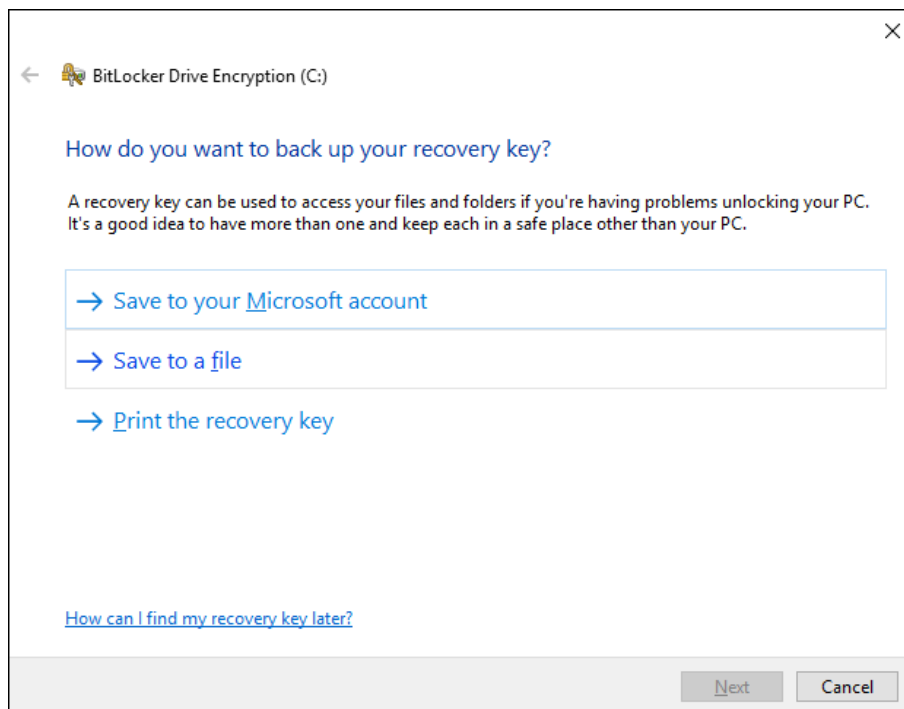 BitLocker Drive Encryption (C:)
How do you want to back up your recovery key?
A recovery key can be used to access your files and folders if you're having problems unlocking your PC.
It's a good idea to have more than one and keep each in a safe place other than your PC.
Save to your Microsoft account
Save to a file
Print the recovery key
How can I find my recovery key later?
Next Cancel